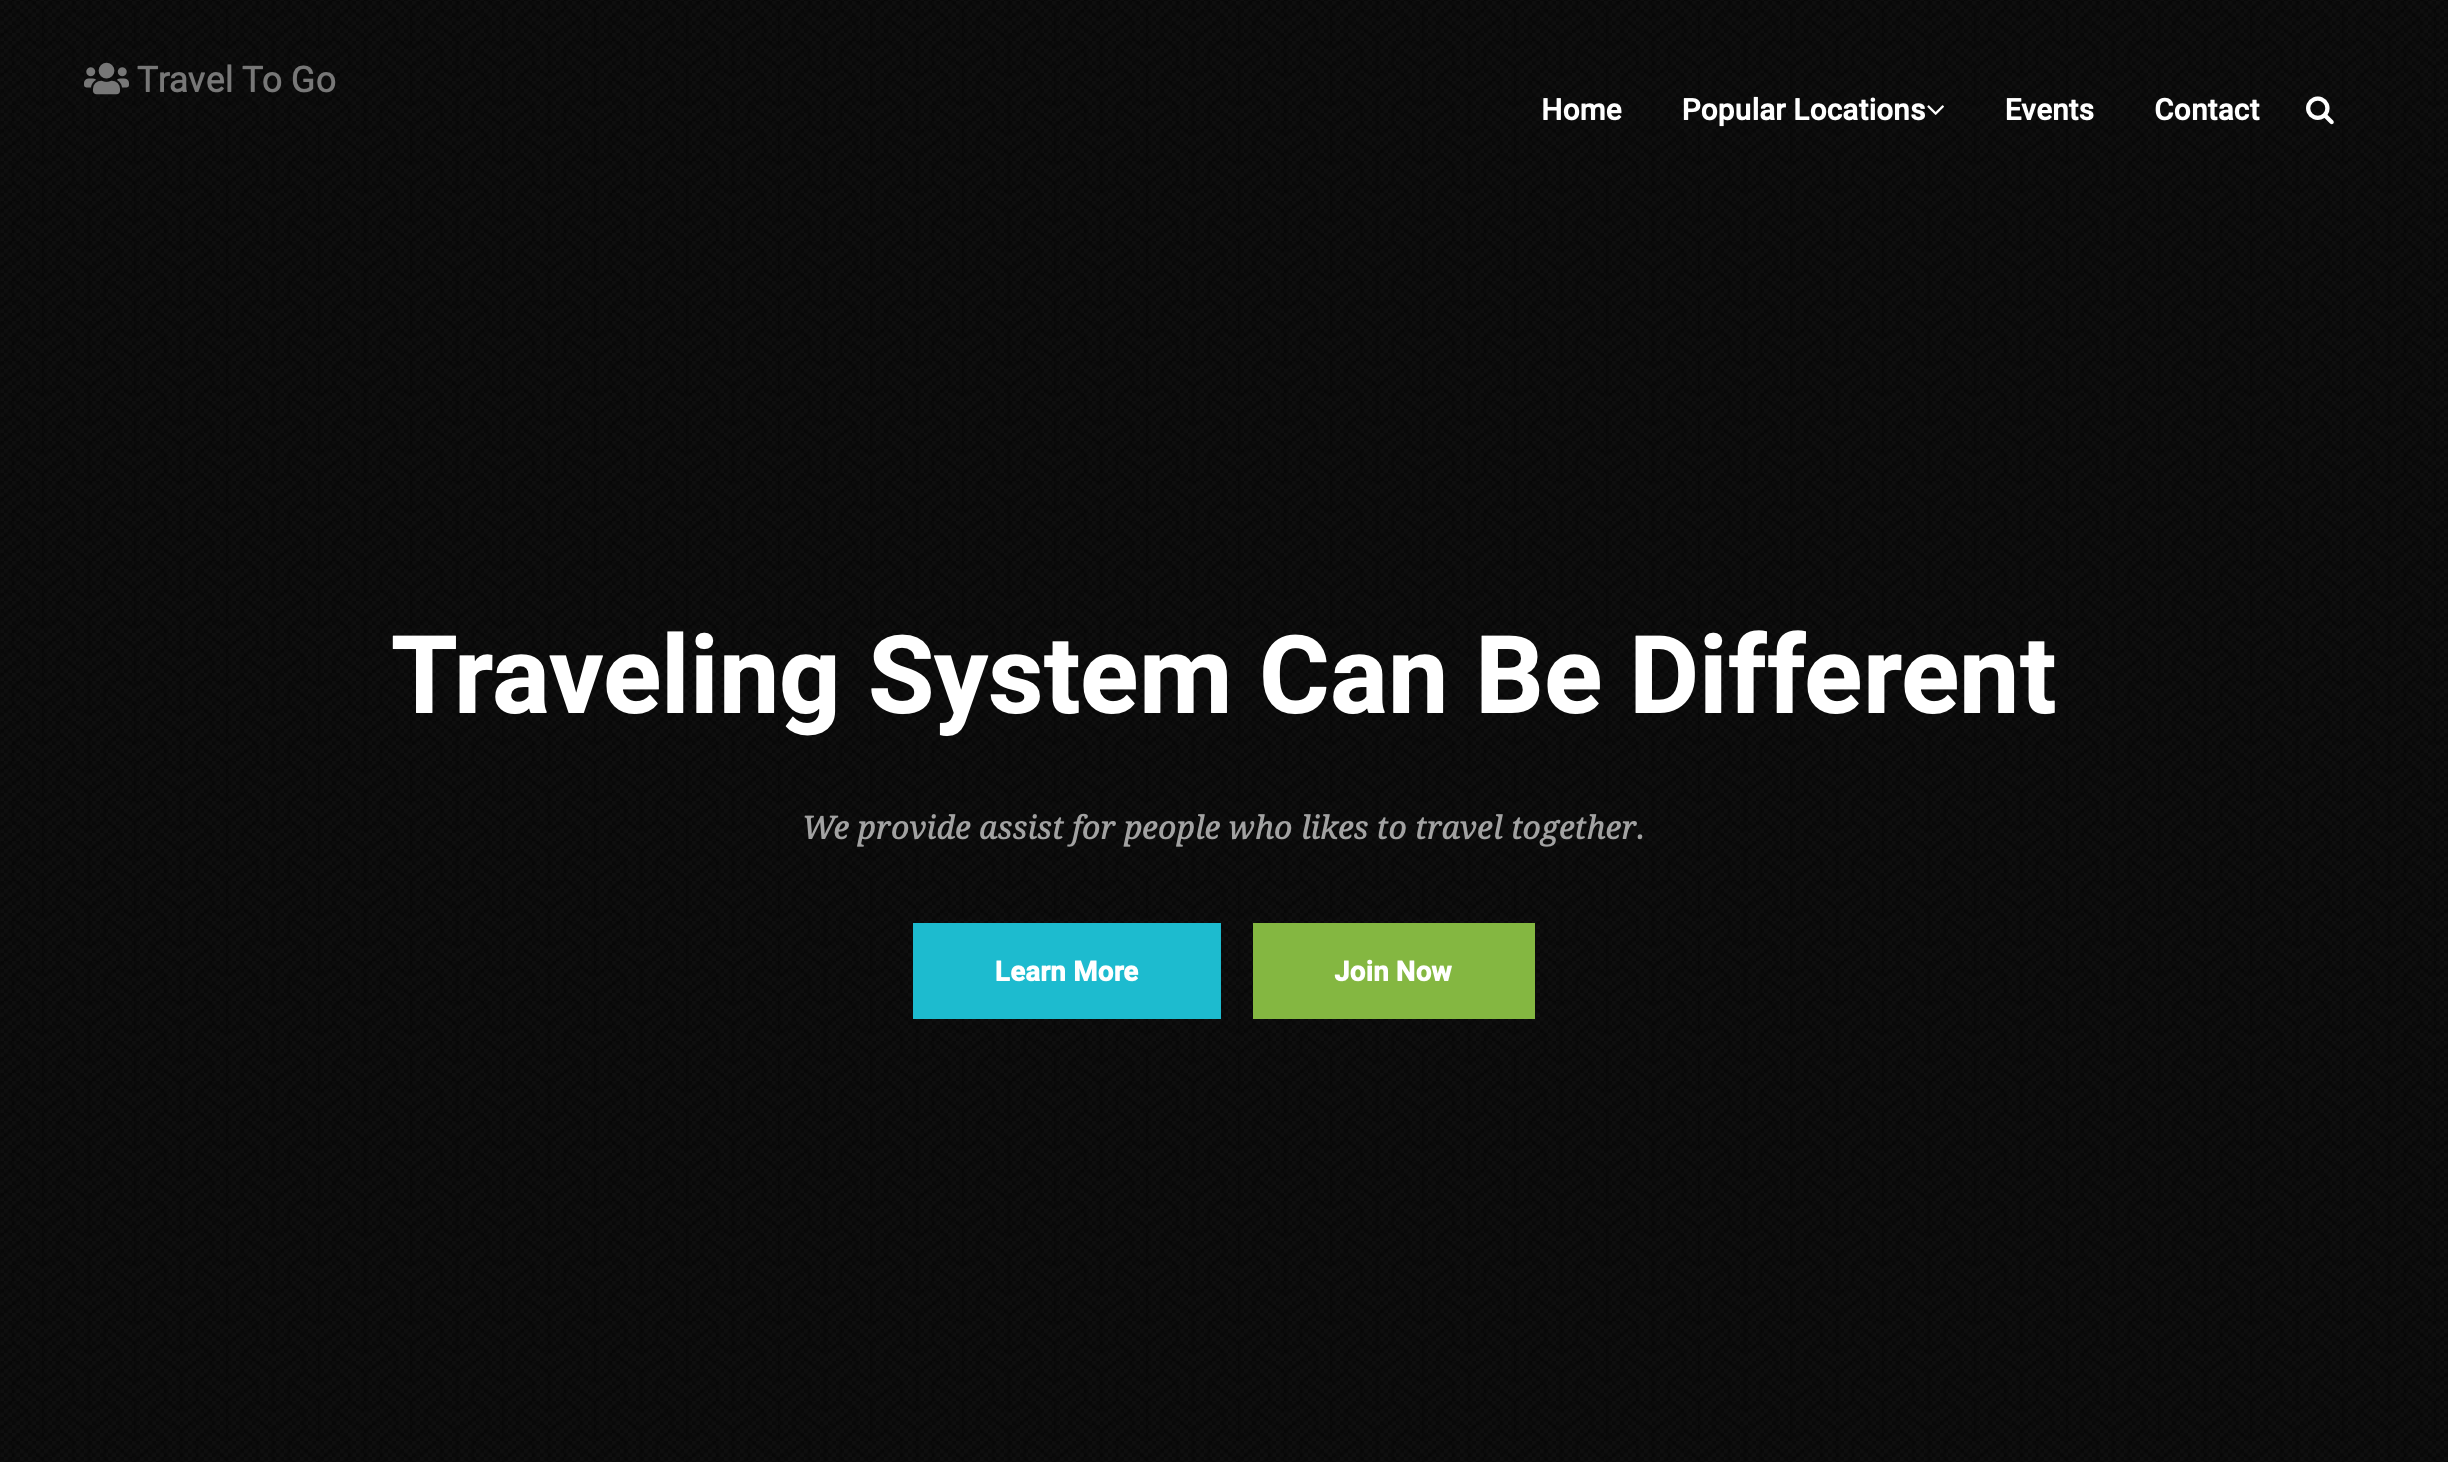 Travel To Go
Home Popular Locations Events Contact
Traveling System Can Be Different
We provide assist for people who likes to travel together.
Learn More Join Now